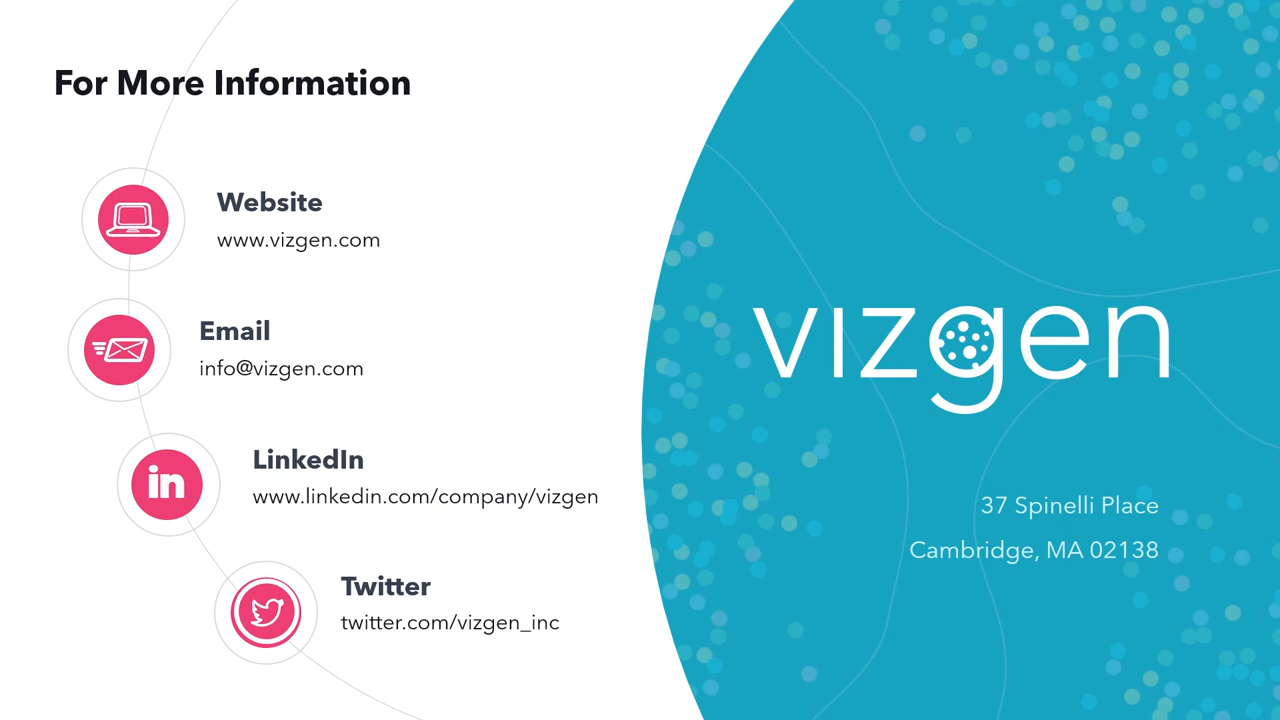 For More Information
Website
www.vizgen.com
Email
info@vizgen.com
LinkedIn
www.linkedin.com/company/vizgen
Twitter
twitter.com/vizgen_inc
in
vizgen
37 Spinelli Place
Cambridge, MA 02138